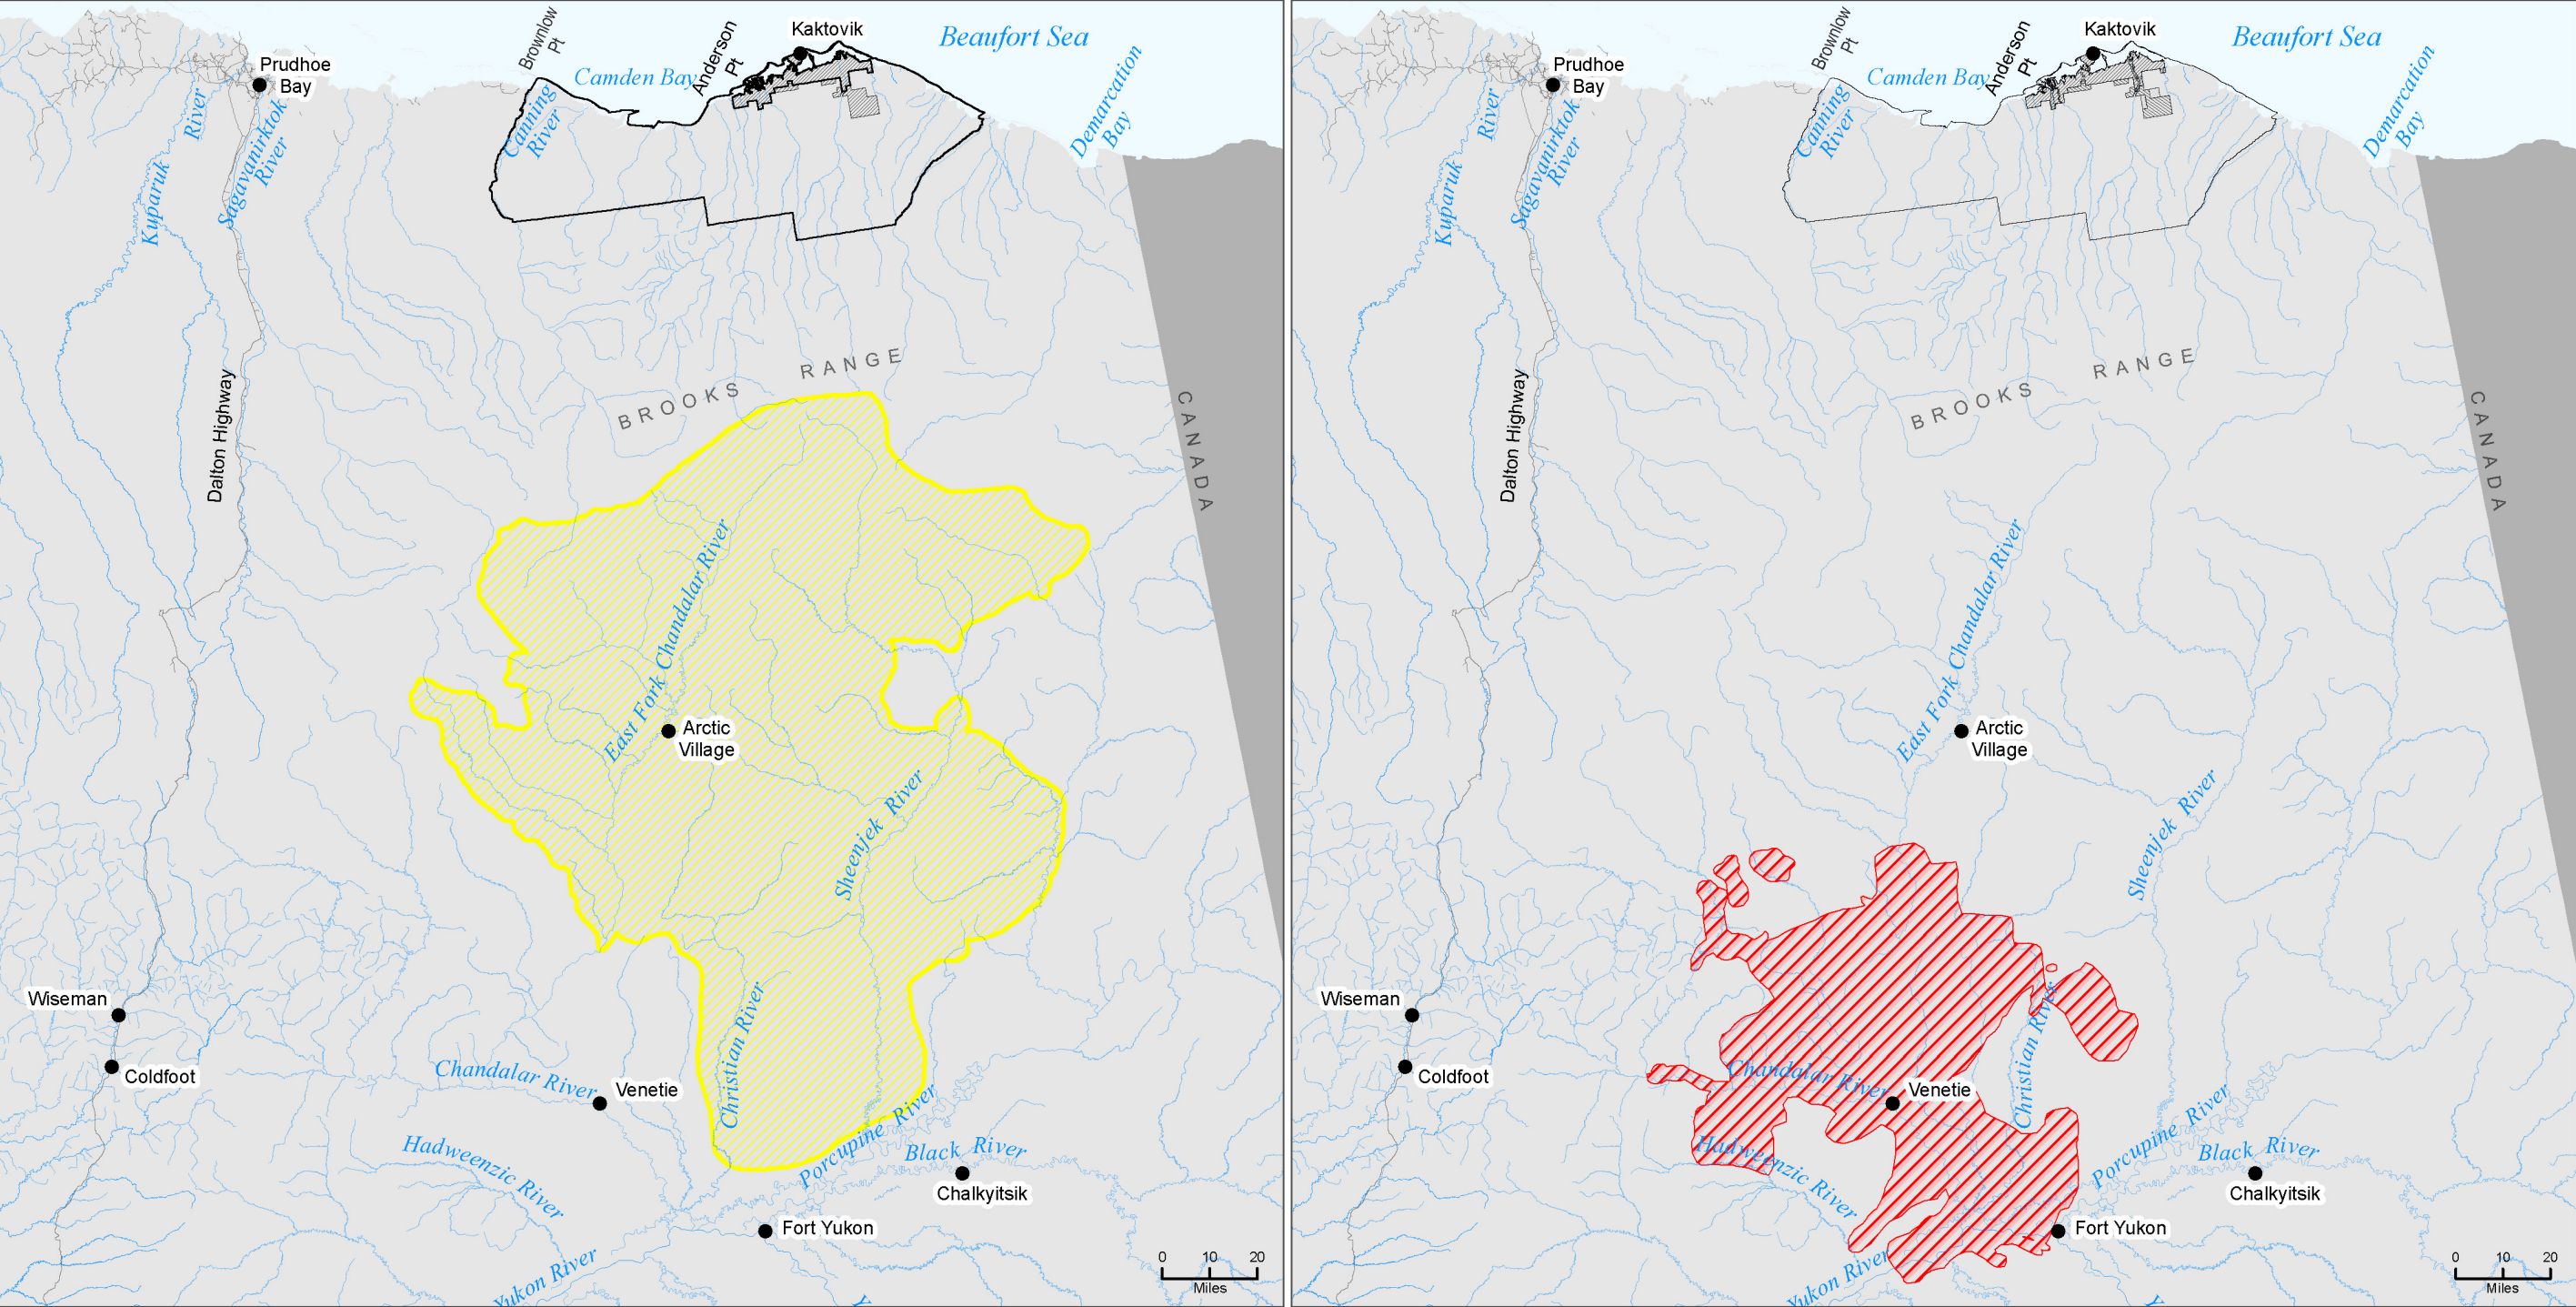 Brownlow
Pt
Anderson
Pt
Kaktovik
Beaufort Sea
Prudhoe
Bay
Camden Bay
Demarcation
Bay
Canning
River
Kuparuk
River
Sagavanirktok
River
Dalton Highway
BROOKS RANGE
CANADA
East Fork Chandalar River
Arctic
Village
Sheenjek River
Wiseman
Coldfoot
Chandalar River
Venetie
Christian River
Hadweenzic River
Porcupine River
Black River
Chalkyitsik
Fort Yukon
Yukon River
Y
0 10 20
Miles
Brownlow
Pt
Anderson
Pt
Kaktovik
Beaufort Sea
Prudhoe
Bay
Camden Bay
Demarcation
Bay
Canning
River
Kuparuk
River
Sagavanirktok
River
Dalton Highway
BROOKS RANGE
CANADA
East Fork Chandalar River
Arctic
Village
Sheenjek River
Wiseman
Coldfoot
Chandalar River
Venetie
Christian River
Hadweenzic River
Porcupine River
Black River
Chalkyitsik
Fort Yukon
Yukon River
Y
0 10 20
Miles